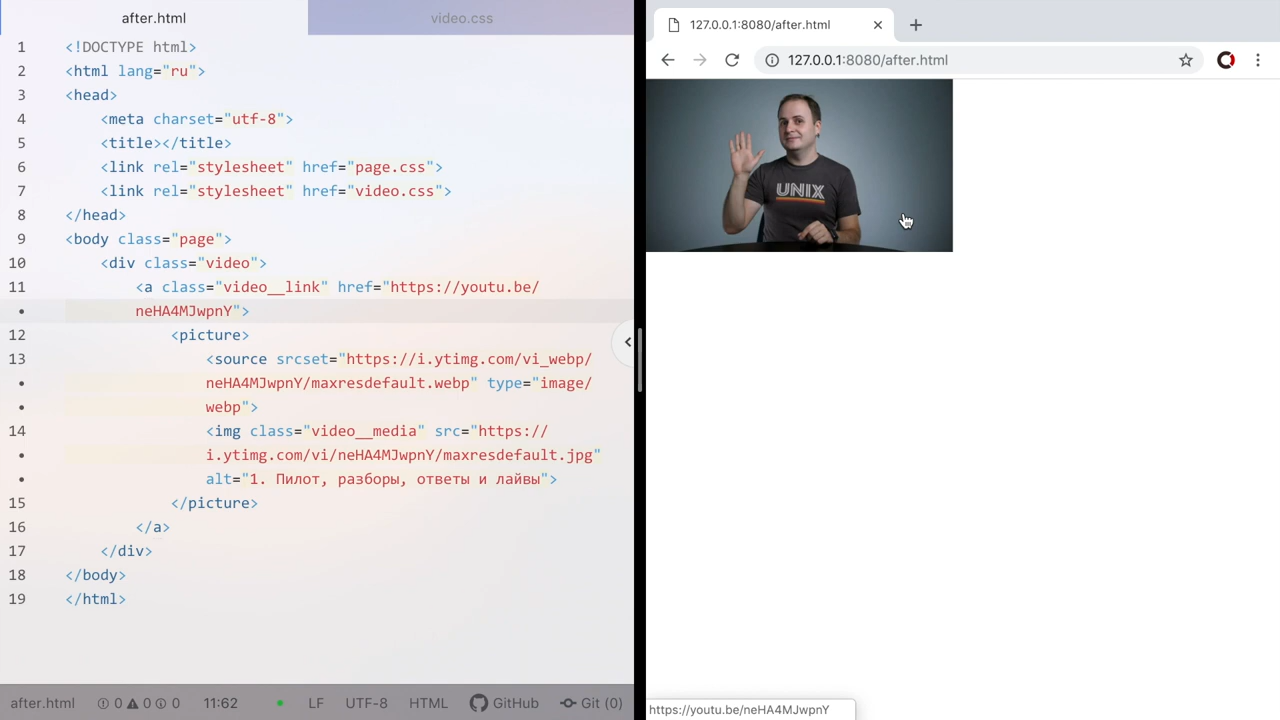 after.html
video.css
1 <!DOCTYPE html>
2 <html lang="ru">
3 <head>
4 <meta charset="utf-8">
5 <title></title>
6 <link rel="stylesheet" href="page.css">
7 <link rel="stylesheet" href="video.css">
8 </head>
9 <body class="page">
10 <div class="video">
11 <a class="video__link" href="https://youtu.be/
• neHA4MJwpnY">
12 <picture>
13 <source srcset="https://i.ytimg.com/vi_webp/
• neHA4MJwpnY/maxresdefault.webp" type="image/
• webp">
14 <img class="video__media" src="https://
• i.ytimg.com/vi/neHA4MJwpnY/maxresdefault.jpg"
• alt="1. Пилот, разборы, ответы и лайвы">
15 </picture>
16 </a>
17 </div>
18 </body>
19 </html>
after.html 0 0 0 11:62 LF UTF-8 HTML GitHub Git (0)
127.0.0.1:8080/after.html
127.0.0.1:8080/after.html
UNIX
https://youtu.be/neHA4MJwpnY